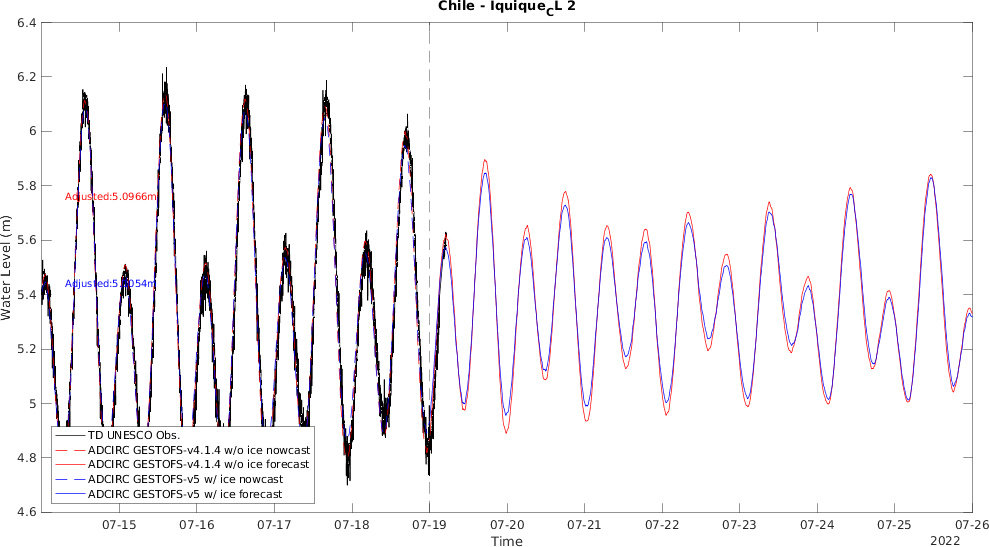 Chile - Iquique_CL 2
6.4
6.2
6
5.8
5.6
5.4
5.2
5
4.8
4.6
Water Level (m)
Adjusted:5.0966m
TD UNESCO Obs.
ADCIRC GESTOFS-v4.1.4 w/o ice nowcast
ADCIRC GESTOFS-v4.1.4 w/o ice forecast
ADCIRC GESTOFS-v5 w/ ice nowcast
ADCIRC GESTOFS-v5 w/ ice forecast
07-15 07-16 07-17 07-18 07-19 07-20 07-21 07-22 07-23 07-24 07-25 07-26
Time
2022